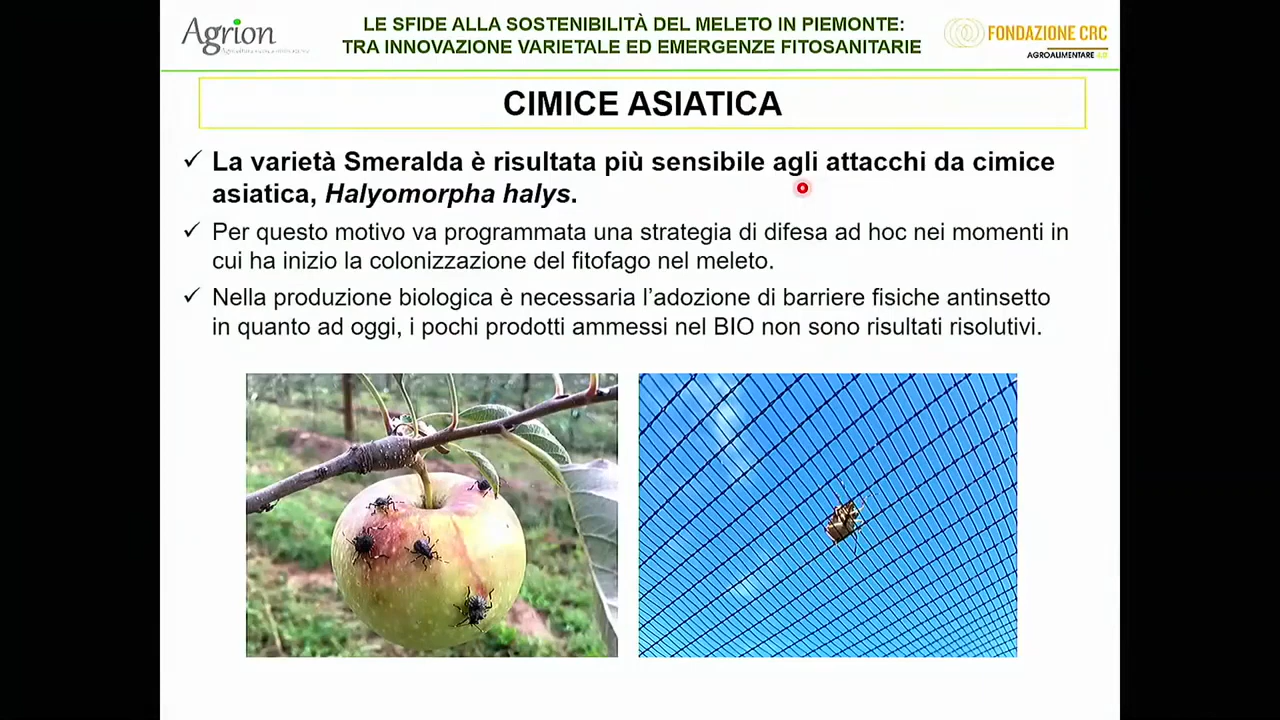 Agrion
LE SFIDE ALLA SOSTENIBILITÀ DEL MELETO IN PIEMONTE:
TRA INNOVAZIONE VARIETALE ED EMERGENZE FITOSANITARIE
FONDAZIONE CRC
AGROALIMENTARE 4.0
CIMICE ASIATICA
✓ La varietà Smeralda è risultata più sensibile agli attacchi da cimice
asiatica, Halyomorpha halys.
✓ Per questo motivo va programmata una strategia di difesa ad hoc nei momenti in
cui ha inizio la colonizzazione del fitofago nel meleto.
✓ Nella produzione biologica è necessaria l’adozione di barriere fisiche antinsetto
in quanto ad oggi, i pochi prodotti ammessi nel BIO non sono risultati risolutivi.